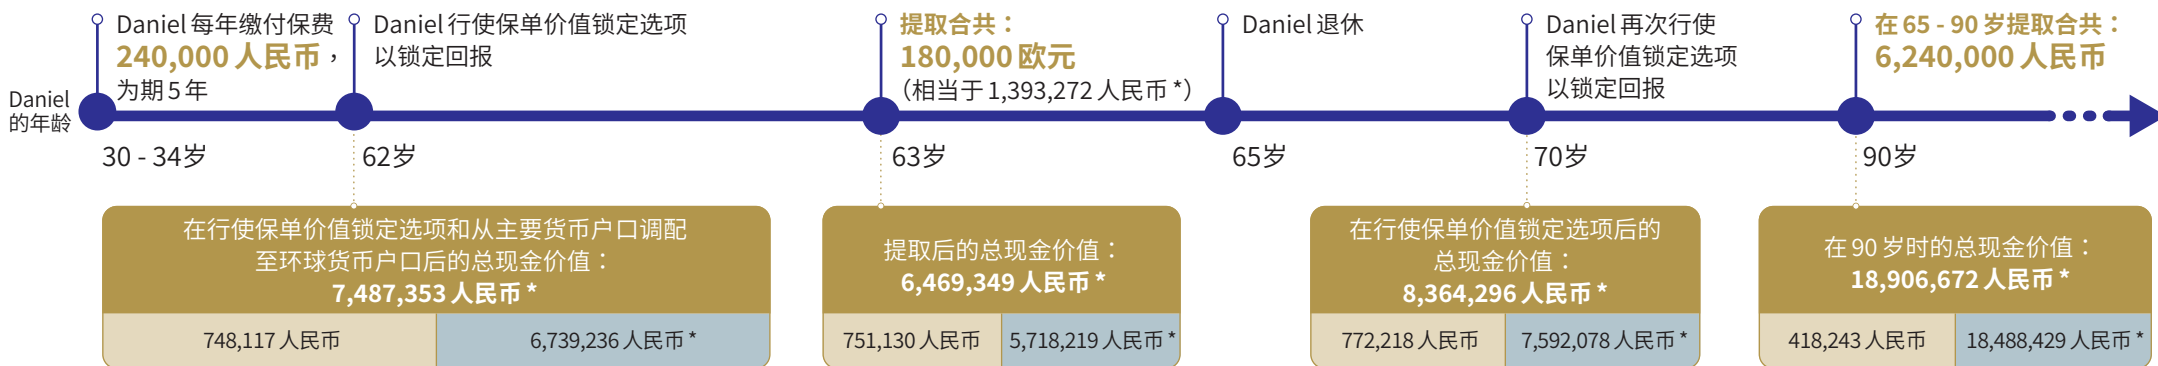 Daniel 每年缴付保费
240,000 人民币，
为期 5 年
Daniel 行使保单价值锁定选项
以锁定回报
提取合共：
180,000 欧元
（相当于 1,393,272 人民币 *）
Daniel 退休
Daniel 再次行使
保单价值锁定选项
以锁定回报
在 65 - 90 岁提取合共：
6,240,000 人民币
Daniel
的年龄
30 - 34岁
62岁
63岁
65岁
70岁
90岁
在行使保单价值锁定选项和从主要货币户口调配
至环球货币户口后的总现金价值：
7,487,353 人民币 *
748,117 人民币
6,739,236 人民币 *
提取后的总现金价值：
6,469,349 人民币 *
751,130 人民币
5,718,219 人民币 *
在行使保单价值锁定选项后的
总现金价值：
8,364,296 人民币 *
772,218 人民币
7,592,078 人民币 *
在 90 岁时的总现金价值：
18,906,672 人民币 *
418,243 人民币
18,488,429 人民币 *